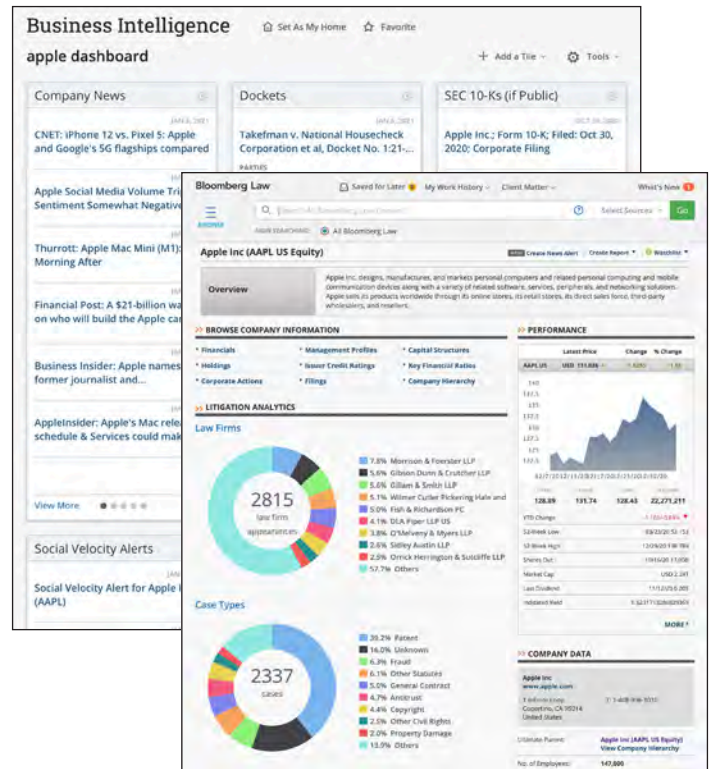 Business Intelligence
Set As My Home
Favorite
apple dashboard
+ Add a Tile
Tools
Company News
CNET: iPhone 12 vs. Pixel 5: Apple
and Google's 5G flagships compared
Apple Social Media Volume
Sentiment Somewhat Negative
Thurrott: Apple Mac Mini (M1):
Morning After
Financial Post: A $21-billion
on who will build the Apple
Business Insider: Apple names
former journalist and...
AppleInsider: Apple's Mac
schedule & Services could
View More
Social Velocity Alerts
Social Velocity Alert for Apple
(AAPL)
Dockets
Takefman v. National Housecheck
Corporation et al, Docket No. 1:21-...
PARTIES
SEC 10-Ks (if Public)
Apple Inc.; Form 10-K; Filed: Oct 30,
2020; Corporate Filing
Bloomberg Law
Saved for Later
My Work History
Client Matter
What's New
BROWSE
Select Sources
Go
All Bloomberg Law
Apple Inc (AAPL US Equity)
Create News Alert
Create Report
Watchlist
Overview
Apple Inc. designs, manufactures, and markets personal computers and related personal computing and mobile
communication devices along with a variety of related software, services, peripherals, and networking solutions.
Apple sells its products worldwide through its online stores, its retail stores, its direct sales force, third-party
wholesalers, and resellers.
BROWSE COMPANY INFORMATION
Financials
Management Profiles
Capital Structures
Holdings
Issuer Credit Ratings
Key Financial Ratios
Corporate Actions
Filings
Company Hierarchy
LITIGATION ANALYTICS
Law Firms
2815
law firm
appearances
7.8% Morrison & Foerster LLP
5.6% Gibson Dunn & Crutcher LLP
5.6% Gillam & Smith LLP
5.1% Wilmer Cutler Pickering Hale and
5.0% Fish & Richardson PC
4.1% DLA Piper LLP US
3.8% O'Melveny & Myers LLP
2.6% Sidley Austin LLP
2.5% Orrick Herrington & Sutcliffe LLP
57.7% Others
Case Types
2337
cases
39.2% Patent
16.0% Unknown
6.3% Fraud
6.1% Other Statutes
5.0% General Contract
4.7% Antitrust
4.4% Copyright
2.5% Other Civil Rights
2.0% Property Damage
13.9% Others
PERFORMANCE
Latest Price
Change
% Change
AAPL US
128.89
131.74
128.43
22,271,211
YTD Change
52-Week Low
52-Week High
Shares Out
Market Cap
Last Dividend
Indicated Yield
MORE
COMPANY DATA
Apple Inc
www.apple.com
Cupertino, CA 95014
United States
Ultimate Parent:
Apple Inc (AAPL US Equity)
View Company Hierarchy
No. of Employees:
147,000